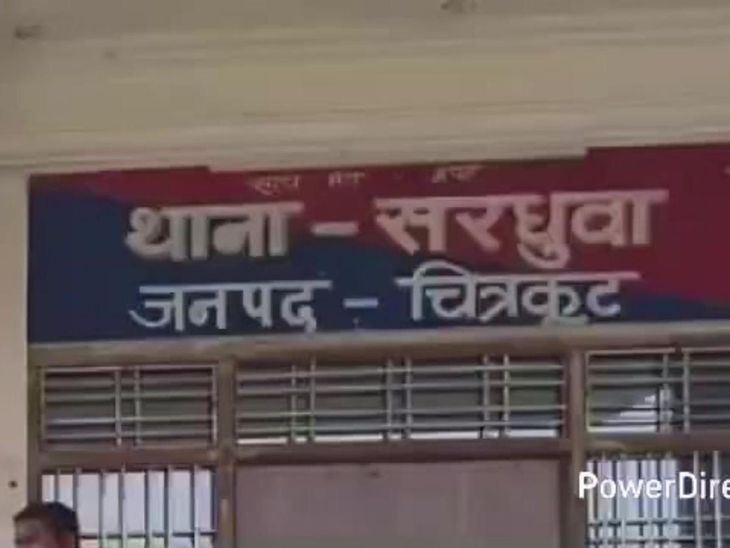 थाना - सरधुवा
जनपद - चित्रकूट
PowerDire